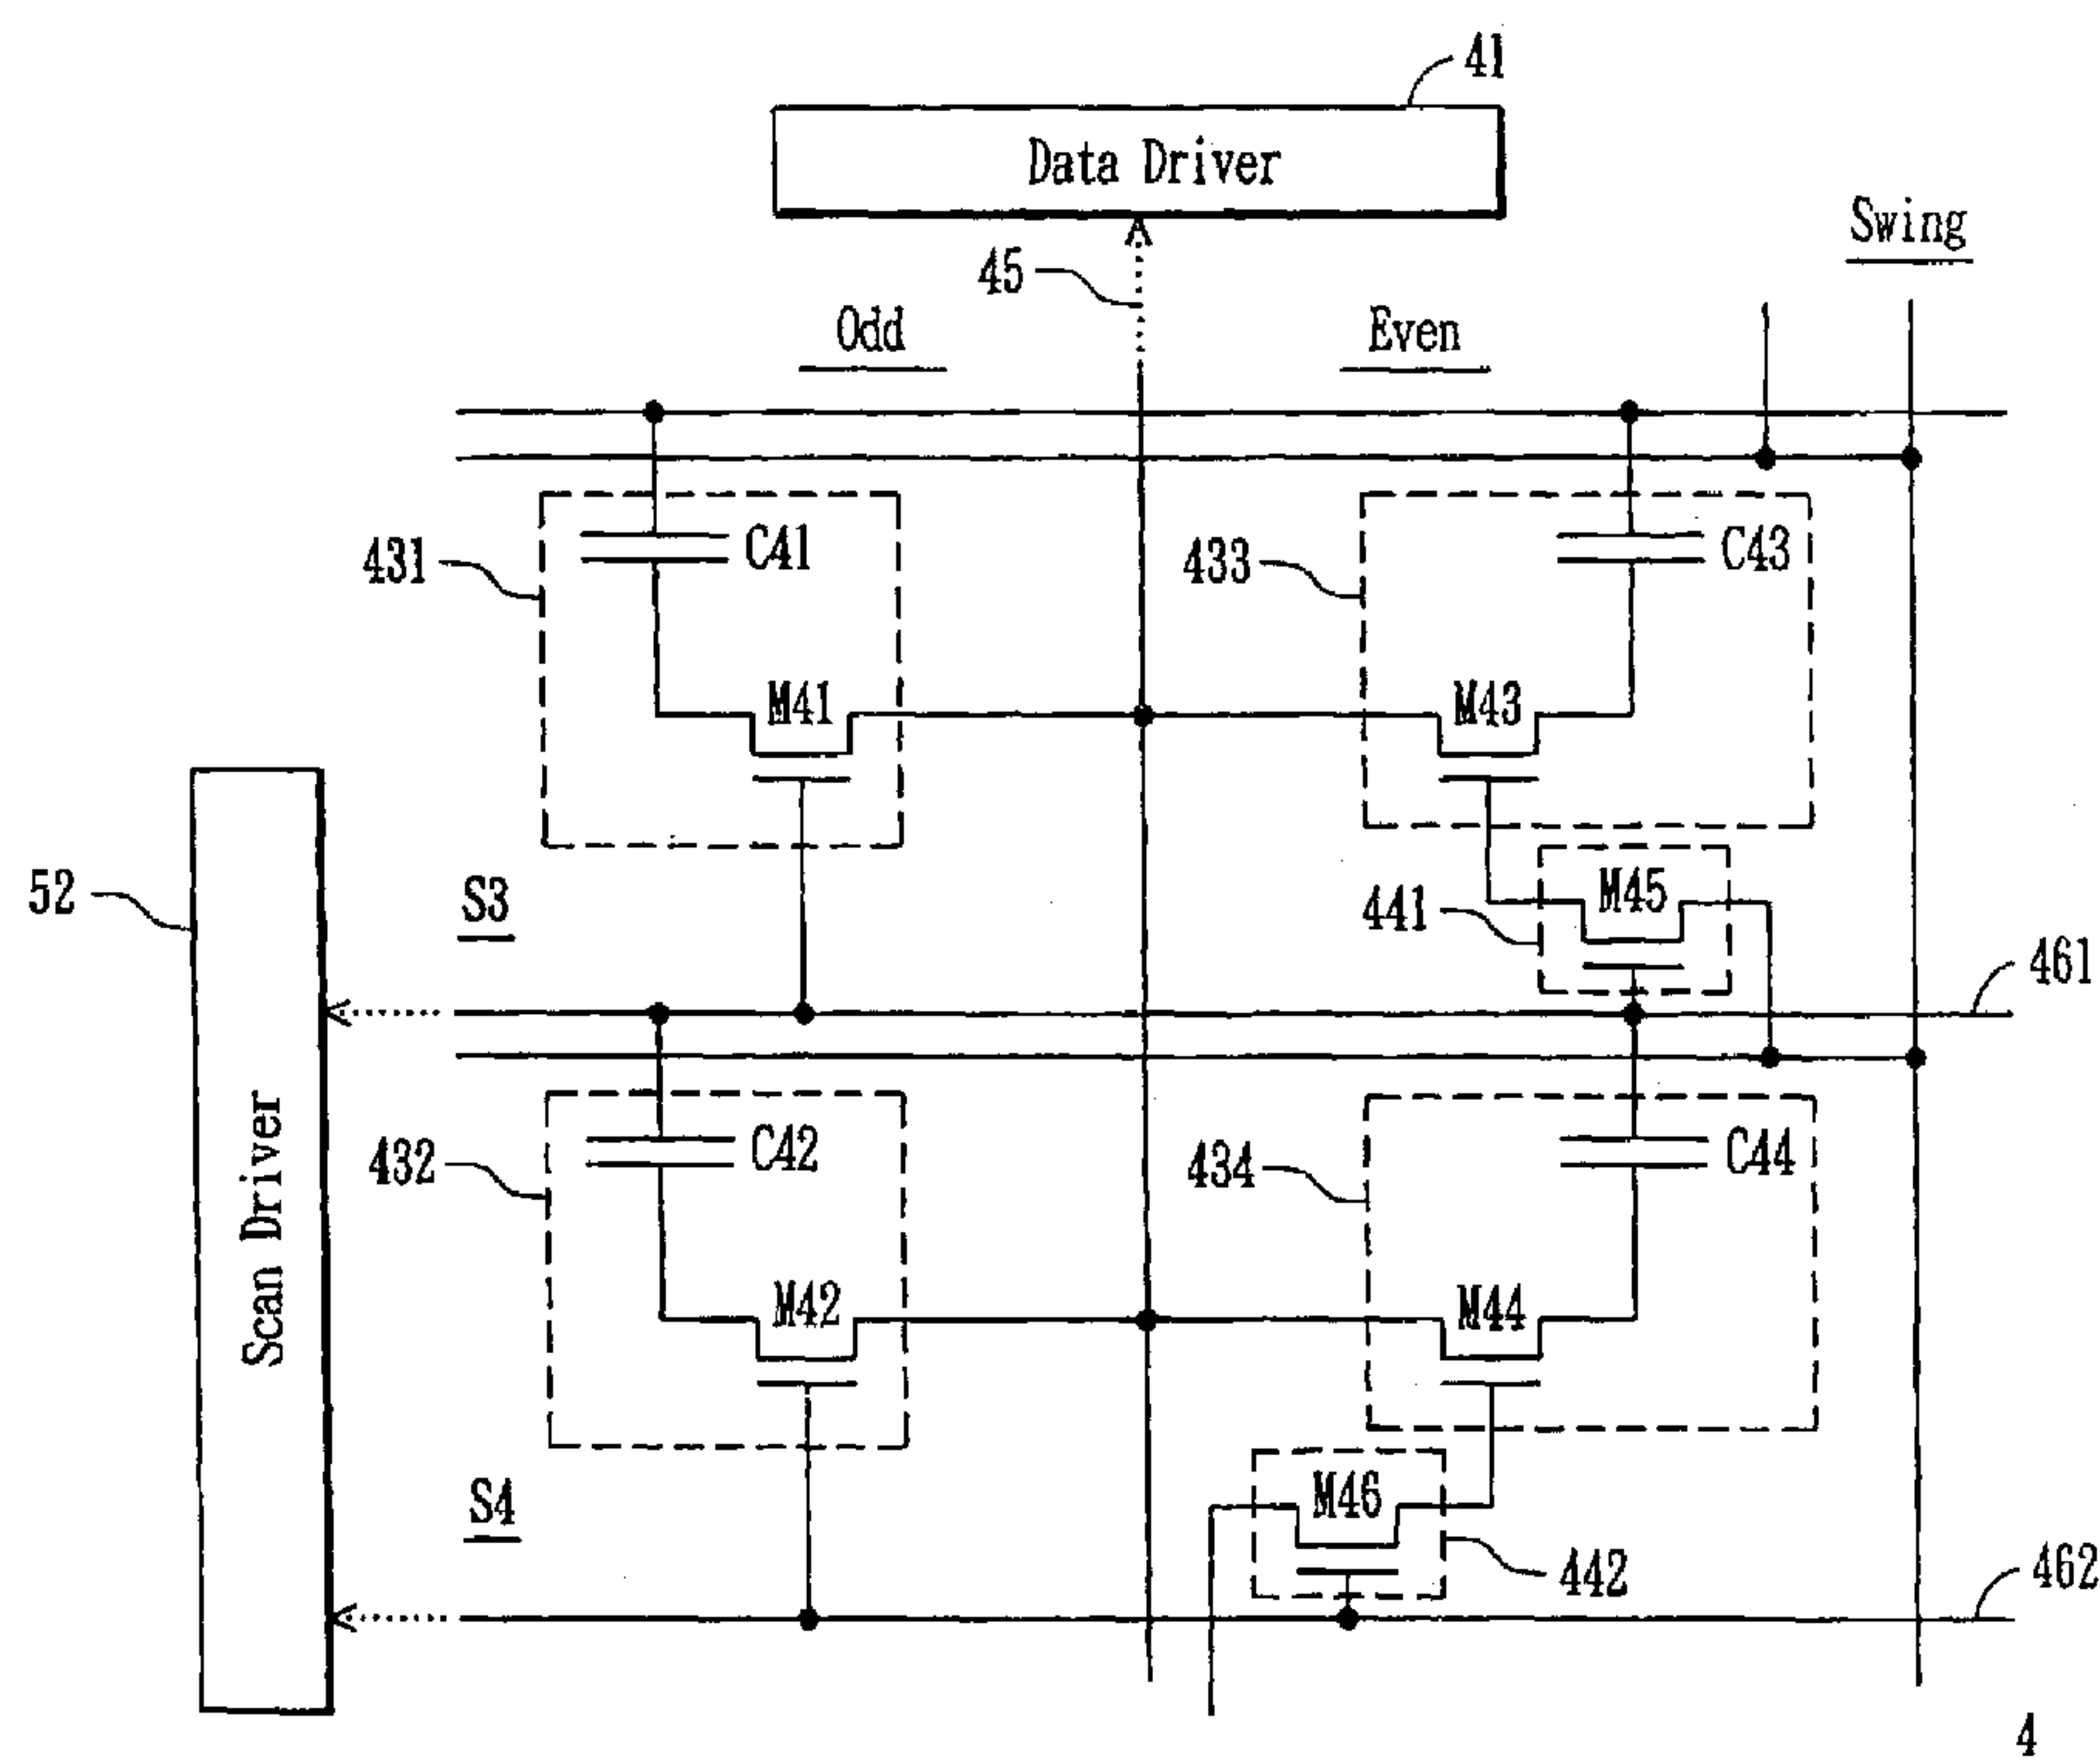 41
Data Driver
Swing
45
Odd
Even
431
C41
433
C43
M41
M43
52
S3
441
M45
461
Scan Driver
432
C42
434
C44
M42
M44
S4
M46
442
462
4